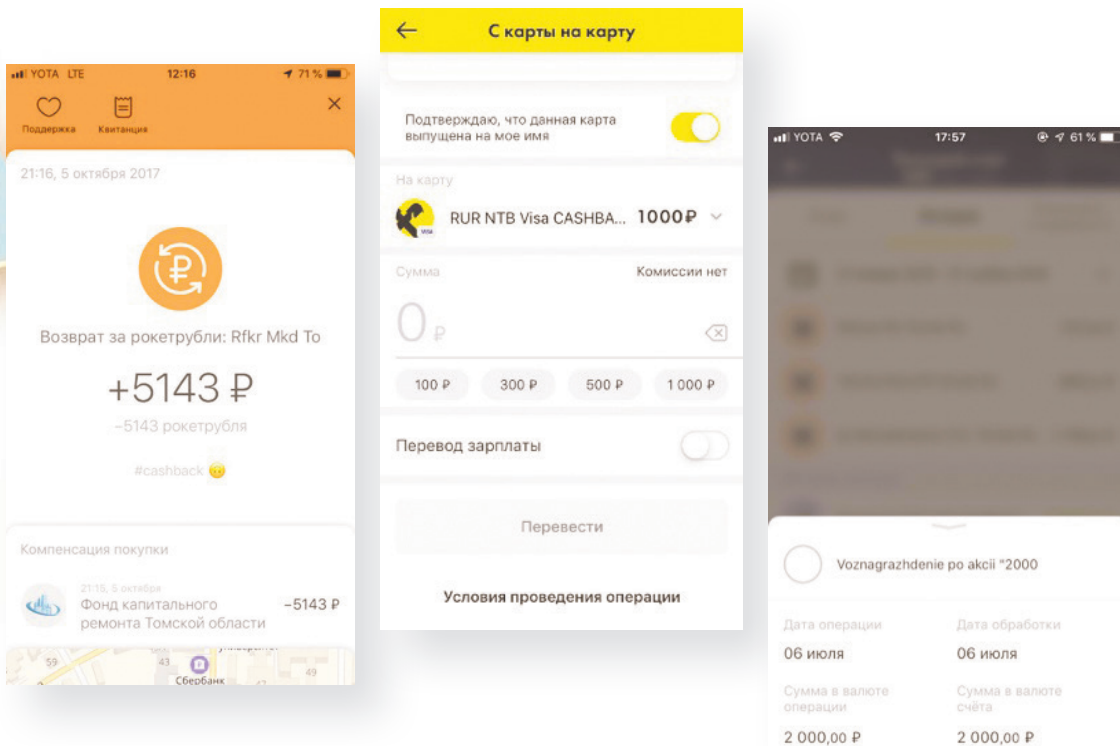 YOTA LTE 12:16 71 %
Поддержка Квитанция
21:16, 5 октября 2017
Возврат за рокетрубли: Rfkr Mkd To
+5143 ₽
−5143 рокетрубля
#cashback
Компенсация покупки
21:15, 5 октября
Фонд капитального
ремонта Томской области
−5143 ₽
59 43 49
Сбербанк
47
С карты на карту
Подтверждаю, что данная карта
выпущена на мое имя
На карту
VISA
RUR NTB Visa CASHBA... 1000₽
Сумма Комиссии нет
0 ₽
100 ₽ 300 ₽ 500 ₽ 1 000 ₽
Перевод зарплаты
Перевести
Условия проведения операции
YOTA 17:57 61 %
Voznagrazhdenie po akcii "2000
Дата операции Дата обработки
06 июля 06 июля
Сумма в валюте Сумма в валюте
операции счёта
2 000,00 ₽ 2 000,00 ₽